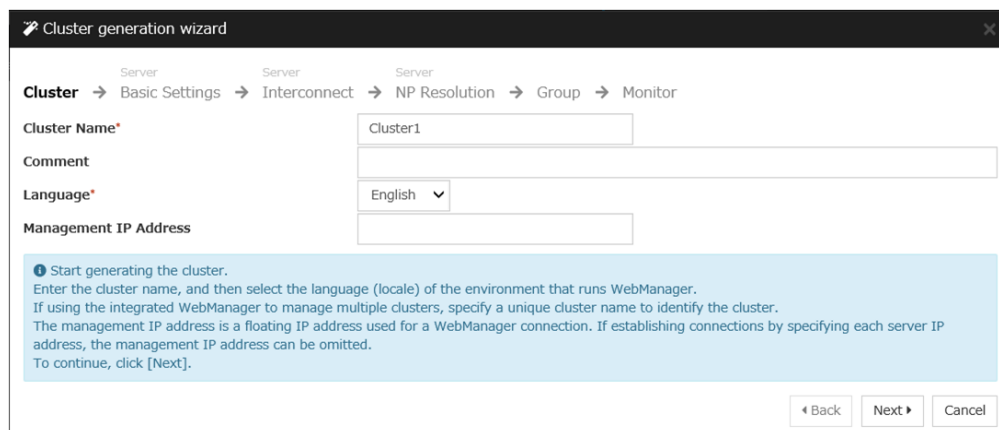 Cluster generation wizard
Server Server Server
Cluster → Basic Settings → Interconnect → NP Resolution → Group → Monitor
Cluster Name* Cluster1
Comment
Language* English
Management IP Address
Start generating the cluster.
Enter the cluster name, and then select the language (locale) of the environment that runs WebManager.
If using the integrated WebManager to manage multiple clusters, specify a unique cluster name to identify the cluster.
The management IP address is a floating IP address used for a WebManager connection. If establishing connections by specifying each server IP
address, the management IP address can be omitted.
To continue, click [Next].
Back Next Cancel